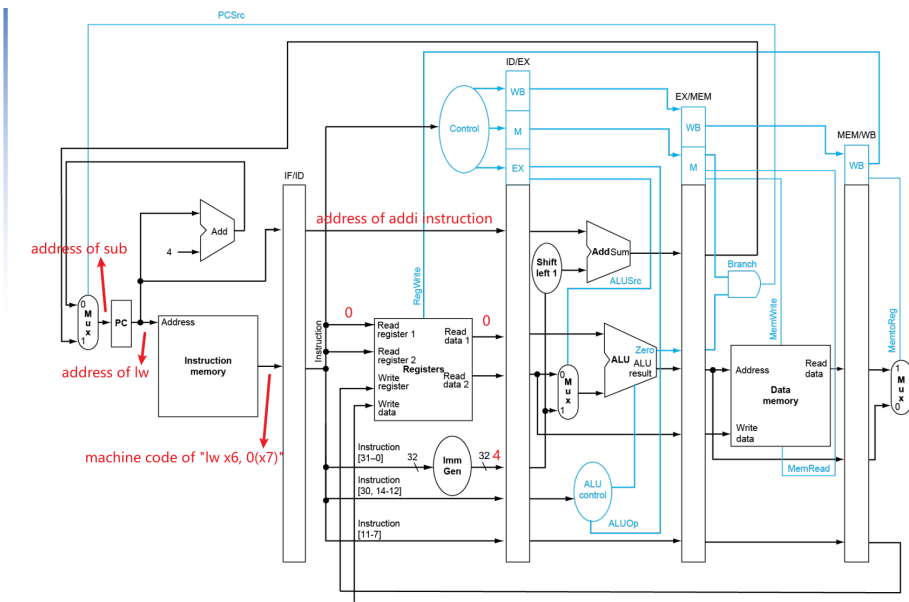 PCSrc
ID/EX
WB
EX/MEM
Control
M
WB
MEM/WB
EX
M
WB
IF/ID
Add
4
address of addi instruction
address of sub
Add Sum
Shift
left 1
Branch
ALUSrc
RegWrite
MemWrite
MemtoReg
0
M
u
x
1
PC
Address
Instruction
memory
address of lw
machine code of "lw x6, 0(x7)"
Instruction
0
0
Read
register 1
Read
data 1
Read
register 2
Registers
Read
data 2
Write
register
Write
data
Zero
ALU
ALU
result
0
M
u
x
1
Address
Read
data
Data
memory
Write
data
MemRead
1
M
u
x
0
Instruction
[31–0]
32
Imm
Gen
32
4
Instruction
[30, 14-12]
ALU
control
ALUOp
Instruction
[11-7]